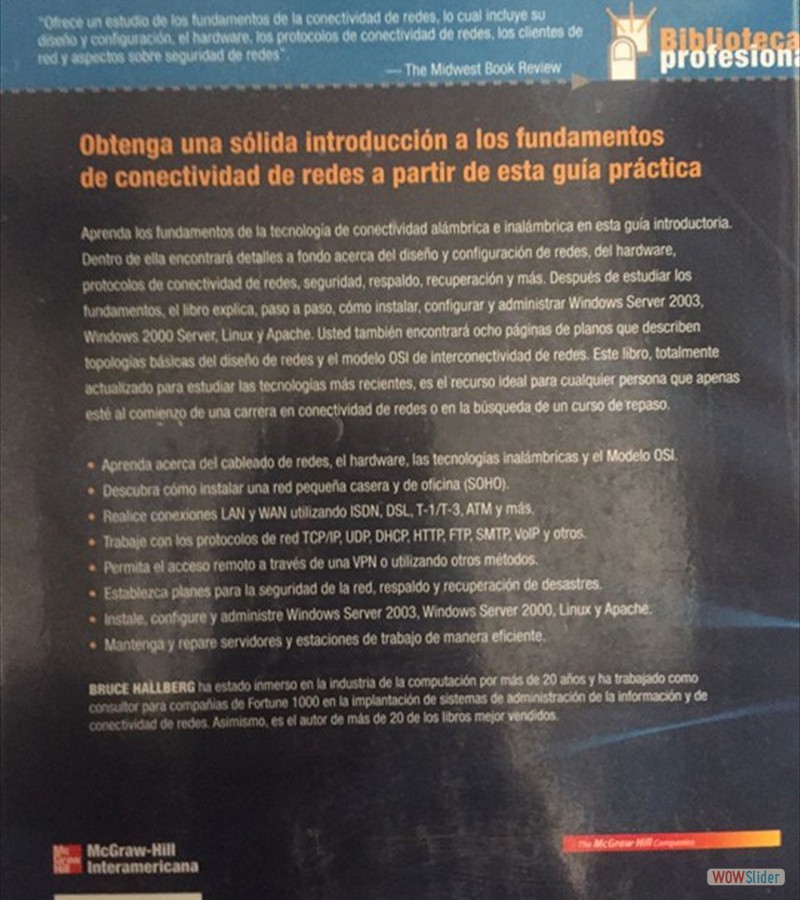 "Ofrece un estudio de los fundamentos de la conectividad de redes, lo cual incluye su
diseño y configuración, el hardware, los protocolos de conectividad de redes, los clientes de
red y aspectos sobre seguridad de redes".
— The Midwest Book Review
Biblioteca
profesiona
Obtenga una sólida introducción a los fundamentos
de conectividad de redes a partir de esta guía práctica
Aprenda los fundamentos de la tecnología de conectividad alámbrica e inalámbrica en esta guía introductoria.
Dentro de ella encontrará detalles a fondo acerca del diseño y configuración de redes, del hardware,
protocolos de conectividad de redes, seguridad, respaldo, recuperación y más. Después de estudiar los
fundamentos, el libro explica, paso a paso, cómo instalar, configurar y administrar Windows Server 2003,
Windows 2000 Server, Linux y Apache. Usted también encontrará ocho páginas de planos que describen
topologías básicas del diseño de redes y el modelo OSI de interconectividad de redes. Este libro, totalmente
actualizado para estudiar las tecnologías más recientes, es el recurso ideal para cualquier persona que apenas
esté al comienzo de una carrera en conectividad de redes o en la búsqueda de un curso de repaso.
• Aprenda acerca del cableado de redes, el hardware, las tecnologías inalámbricas y el Modelo OSI.
• Descubra cómo instalar una red pequeña casera y de oficina (SOHO).
• Realice conexiones LAN y WAN utilizando ISDN, DSL, T-1/T-3, ATM y más.
• Trabaje con los protocolos de red TCP/IP, UDP, DHCP, HTTP, FTP, SMTP, VoIP y otros.
• Permita el acceso remoto a través de una VPN o utilizando otros métodos.
• Establezca planes para la seguridad de la red, respaldo y recuperación de desastres.
• Instale, configure y administre Windows Server 2003, Windows Server 2000, Linux y Apache.
• Mantenga y repare servidores y estaciones de trabajo de manera eficiente.
BRUCE HALLBERG ha estado inmerso en la industria de la computación por más de 20 años y ha trabajado como
consultor para compañías de Fortune 1000 en la implantación de sistemas de administración de la información y de
conectividad de redes. Asimismo, es el autor de más de 20 de los libros mejor vendidos.
Mc
Graw
Hill
McGraw-Hill
Interamericana
The McGraw Hill Companies
WOWSlider